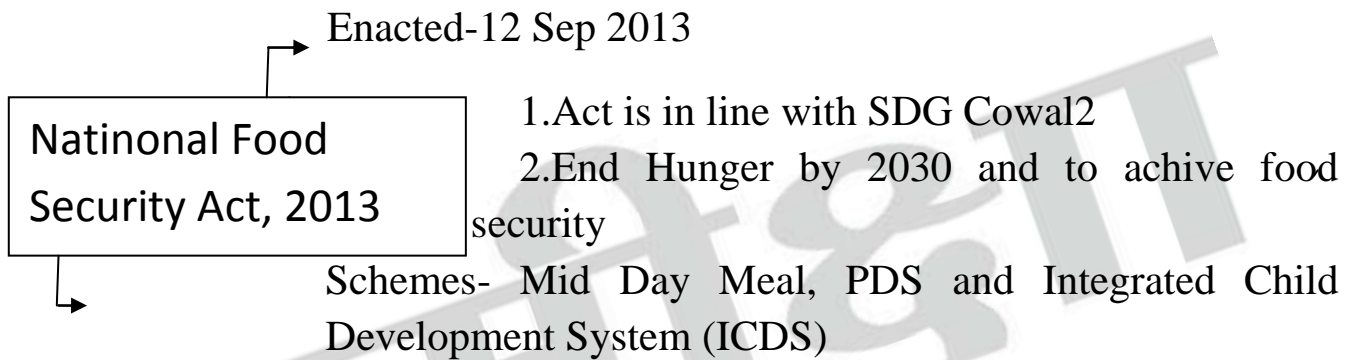 Enacted-12 Sep 2013
Natinonal Food
Security Act, 2013
1.Act is in line with SDG Cowal2
2.End Hunger by 2030 and to achive food
security
Schemes- Mid Day Meal, PDS and Integrated Child
Development System (ICDS)